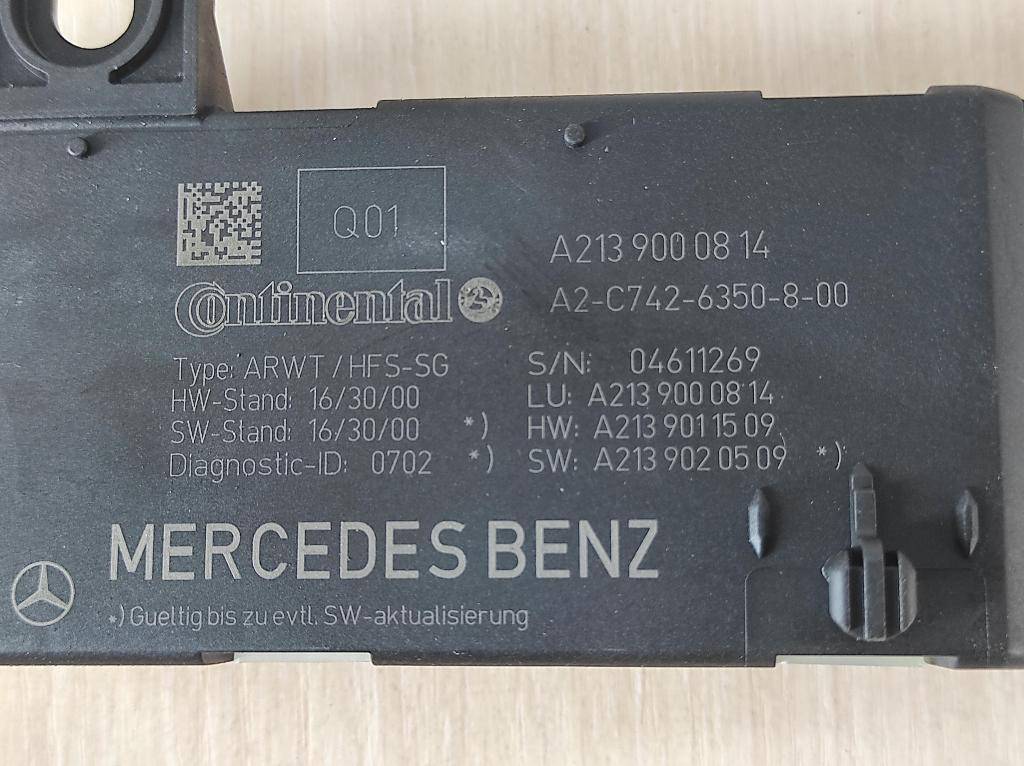 Q01
A213 900 08 14
Continental
A2-C742-6350-8-00
Type: ARWT/HFS-SG
HW-Stand: 16/30/00
SW-Stand: 16/30/00 *)
Diagnostic-ID: 0702 *)
S/N: 04611269
LU: A213 900 08 14
HW: A213 901 15 09
SW: A213 902 05 09 *)
MERCEDES BENZ
*) Gueltig bis zu evtl. SW-aktualisierung